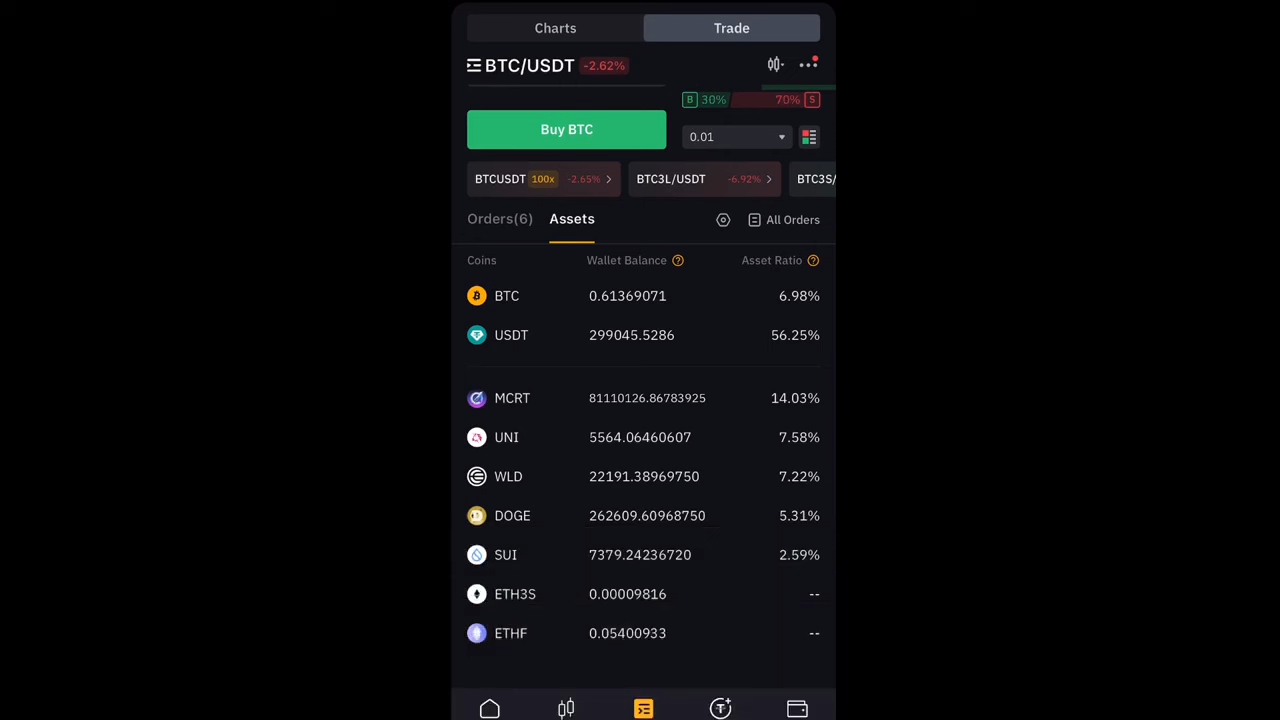 Charts Trade
BTC/USDT -2.62%
B 30% 70% S
Buy BTC
0.01
BTCUSDT 100x -2.65% BTC3L/USDT -6.92% BTC3S/
Orders(6) Assets All Orders
Coins Wallet Balance ? Asset Ratio ?
BTC 0.61369071 6.98%
USDT 299045.5286 56.25%
MCRT 81110126.86783925 14.03%
UNI 5564.06460607 7.58%
WLD 22191.38969750 7.22%
DOGE 262609.60968750 5.31%
SUI 7379.24236720 2.59%
ETH3S 0.00009816 --
ETHF 0.05400933 --